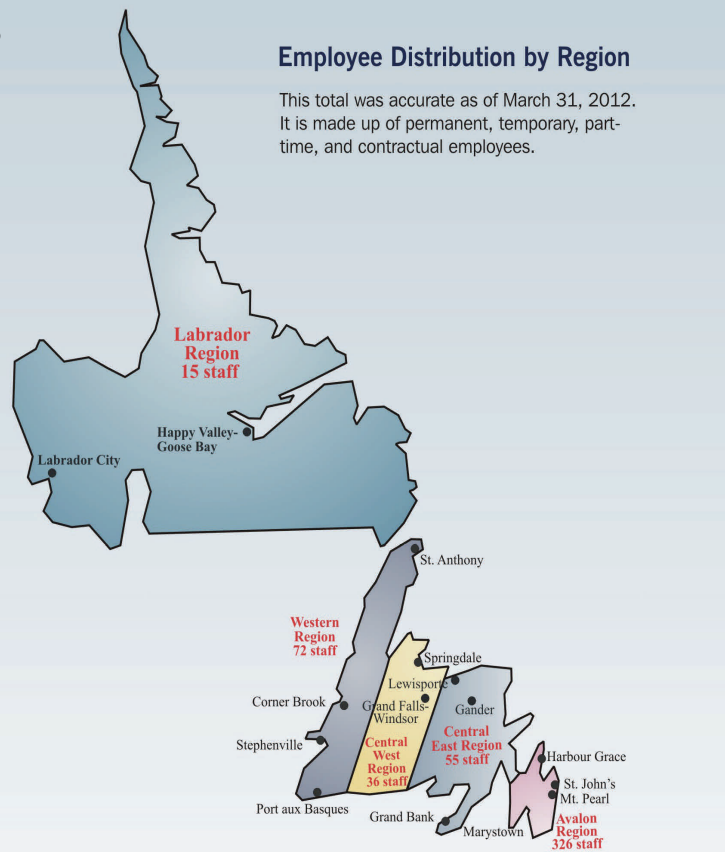 Employee Distribution by Region
This total was accurate as of March 31, 2012.
It is made up of permanent, temporary, part-
time, and contractual employees.
Labrador
Region
15 staff
Happy Valley-
Goose Bay
Labrador City
St. Anthony
Western
Region
72 staff
Springdale
Lewisporte
Corner Brook
Grand Falls-
Windsor
Gander
Stephenville
Central
West
Region
36 staff
Central
East Region
55 staff
Harbour Grace
St. John's
Mt. Pearl
Port aux Basques
Grand Bank
Marystown
Avalon
Region
326 staff